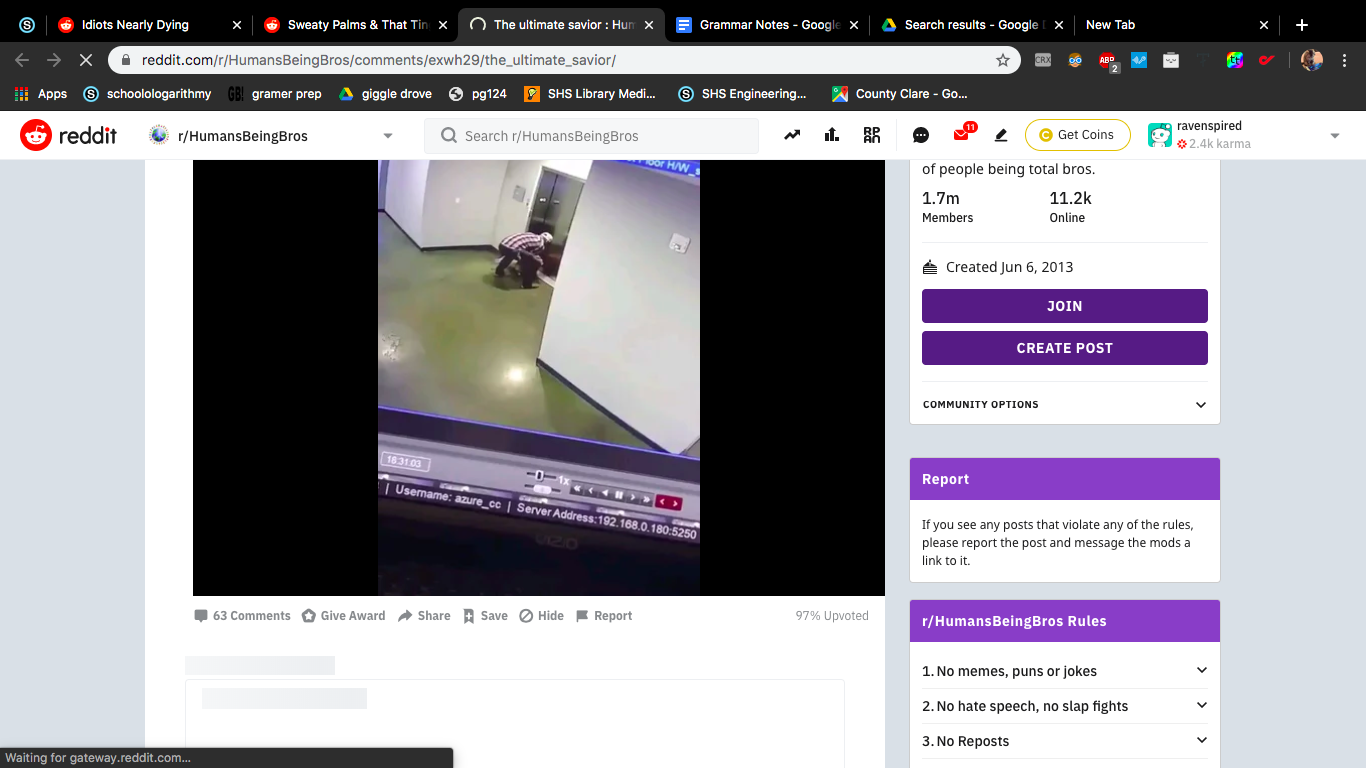 Idiots Nearly Dying
Sweaty Palms & That Tin
The ultimate savior : Hum
Grammar Notes - Google
Search results - Google
New Tab
reddit.com/r/HumansBeingBros/comments/exwh29/the_ultimate_savior/
CRX
ABP
2
Apps
schoolologarithmy
GB!
gramer prep
giggle drove
pg124
SHS Library Medi...
SHS Engineering...
County Clare - Go...
reddit
r/HumansBeingBros
Search r/HumansBeingBros
11
Get Coins
ravenspired
2.4k karma
of people being total bros.
1.7m
11.2k
Members
Online
Created Jun 6, 2013
JOIN
CREATE POST
COMMUNITY OPTIONS
Floor H/W_
16:31:03
1x
| Username: azure_cc | Server Address:192.168.0.180:5250
VIZIO
63 Comments
Give Award
Share
Save
Hide
Report
97% Upvoted
Report
If you see any posts that violate any of the rules,
please report the post and message the mods a
link to it.
r/HumansBeingBros Rules
1. No memes, puns or jokes
2. No hate speech, no slap fights
3. No Reposts
Waiting for gateway.reddit.com...